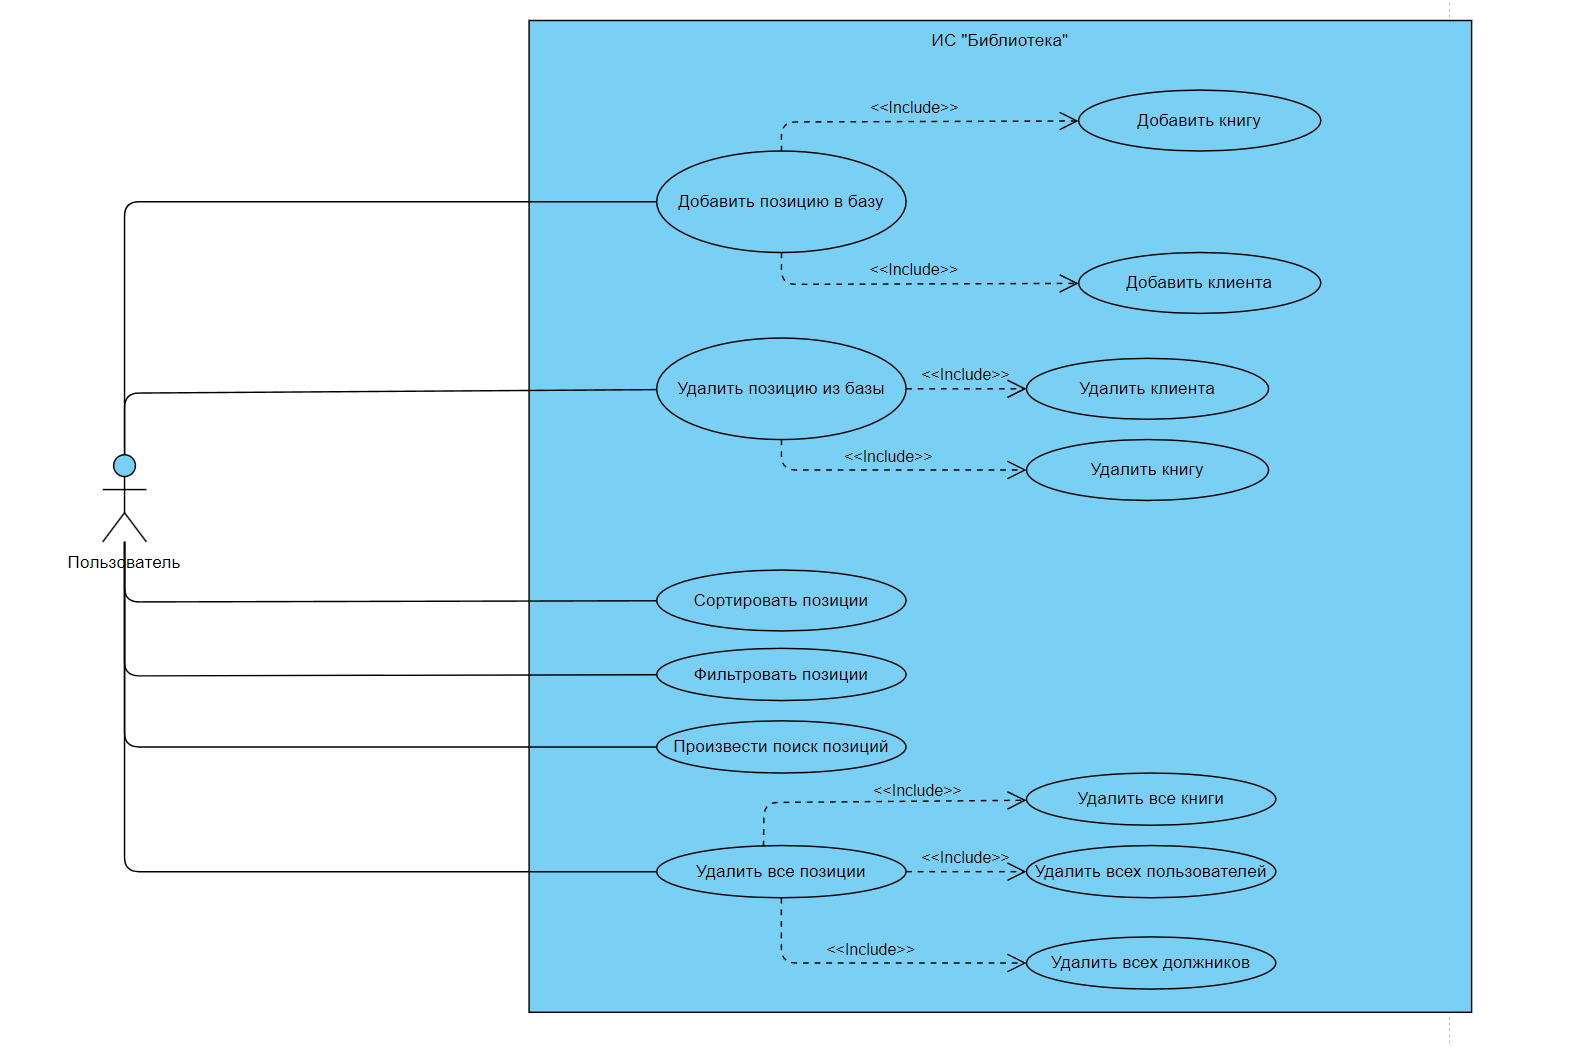 ИС "Библиотека"
<<Include>>
Добавить книгу
Добавить позицию в базу
<<Include>>
Добавить клиента
<<Include>>
Удалить позицию из базы
Удалить клиента
<<Include>>
Удалить книгу
Пользователь
Сортировать позиции
Фильтровать позиции
Произвести поиск позиций
<<Include>>
Удалить все книги
<<Include>>
Удалить все позиции
Удалить всех пользователей
<<Include>>
Удалить всех должников